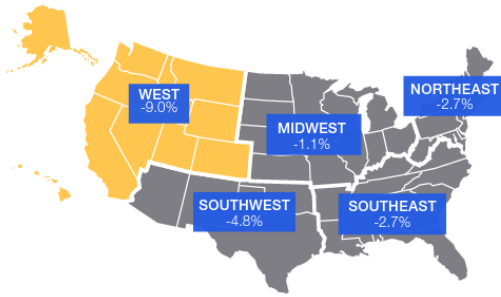 WEST
-9.0%
NORTHEAST
-2.7%
MIDWEST
-1.1%
SOUTHWEST
-4.8%
SOUTHEAST
-2.7%